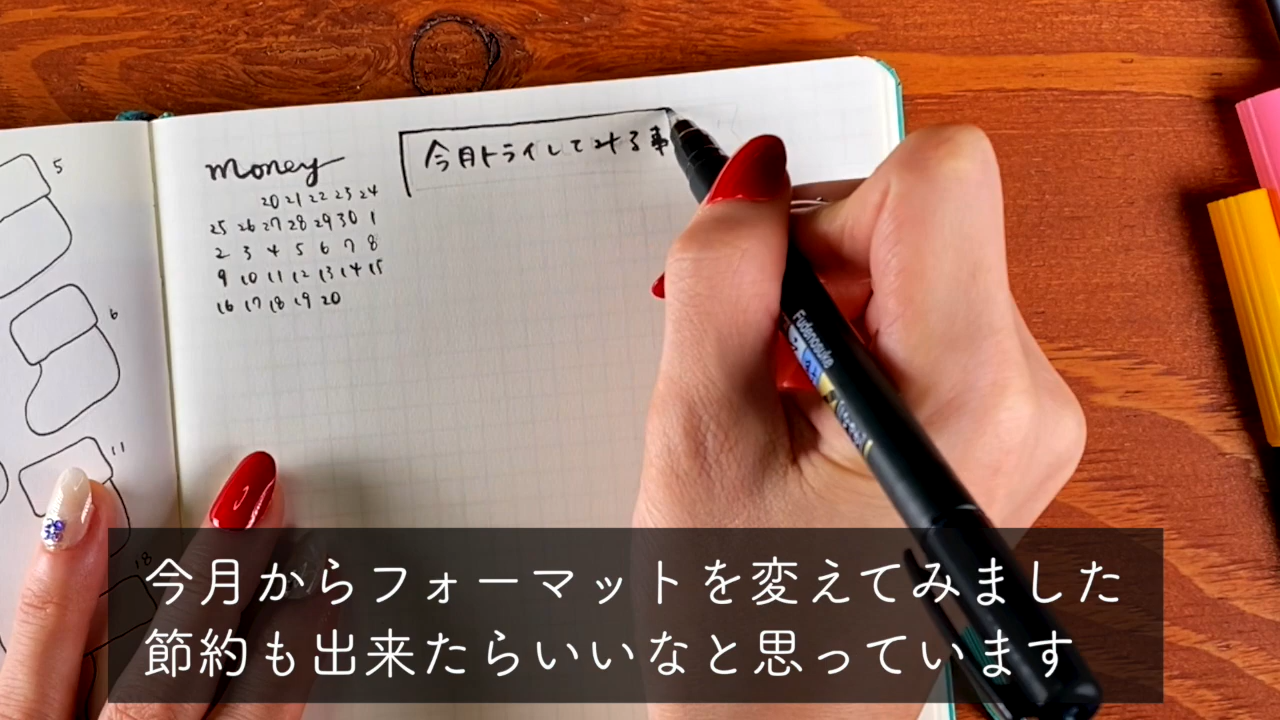 5
6
11
18
money
20 21 22 23 24
25 26 27 28 29 30 1
2 3 4 5 6 7 8
9 10 11 12 13 14 15
16 17 18 19 20
今月トライしてみる事
Fudenosuke
今月からフォーマットを変えてみました
節約も出来たらいいなと思っています